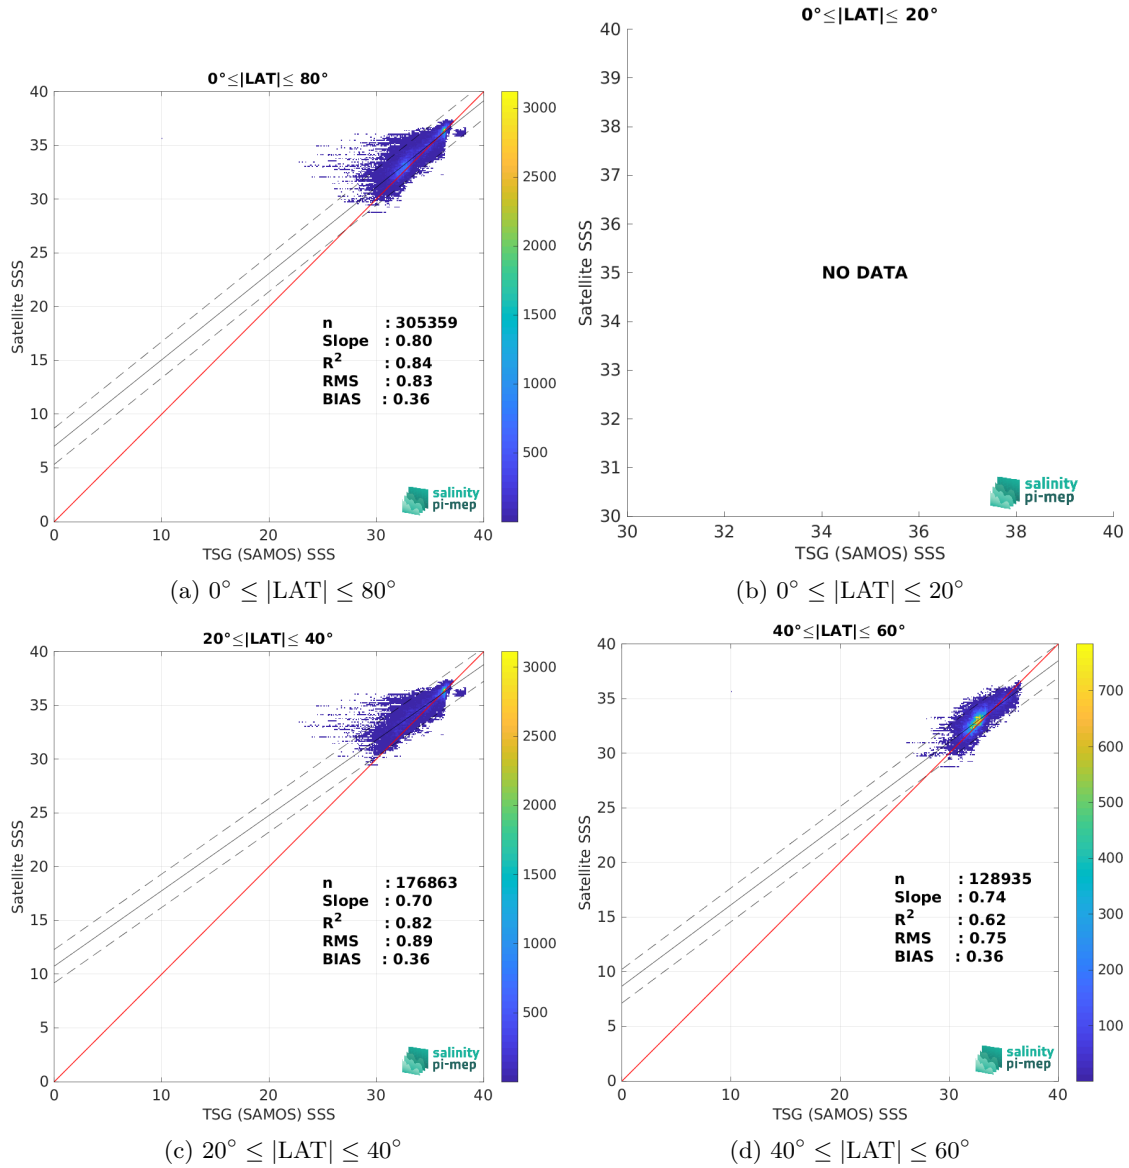 0°≤|LAT|≤ 80°
40
35
30
25
20
15
10
5
0
Satellite SSS
n : 305359
Slope : 0.80
R² : 0.84
RMS : 0.83
BIAS : 0.36
salinity
pi-mep
0 10 20 30 40
TSG (SAMOS) SSS
3000
2500
2000
1500
1000
500
(a) 0° ≤ |LAT| ≤ 80°
0°≤|LAT|≤ 20°
40
39
38
37
36
35
34
33
32
31
30
Satellite SSS
NO DATA
salinity
pi-mep
30 32 34 36 38 40
TSG (SAMOS) SSS
(b) 0° ≤ |LAT| ≤ 20°
20°≤|LAT|≤ 40°
40
35
30
25
20
15
10
5
0
Satellite SSS
n : 176863
Slope : 0.70
R² : 0.82
RMS : 0.89
BIAS : 0.36
salinity
pi-mep
0 10 20 30 40
TSG (SAMOS) SSS
3000
2500
2000
1500
1000
500
(c) 20° ≤ |LAT| ≤ 40°
40°≤|LAT|≤ 60°
40
35
30
25
20
15
10
5
0
Satellite SSS
n : 128935
Slope : 0.74
R² : 0.62
RMS : 0.75
BIAS : 0.36
salinity
pi-mep
0 10 20 30 40
TSG (SAMOS) SSS
700
600
500
400
300
200
100
(d) 40° ≤ |LAT| ≤ 60°